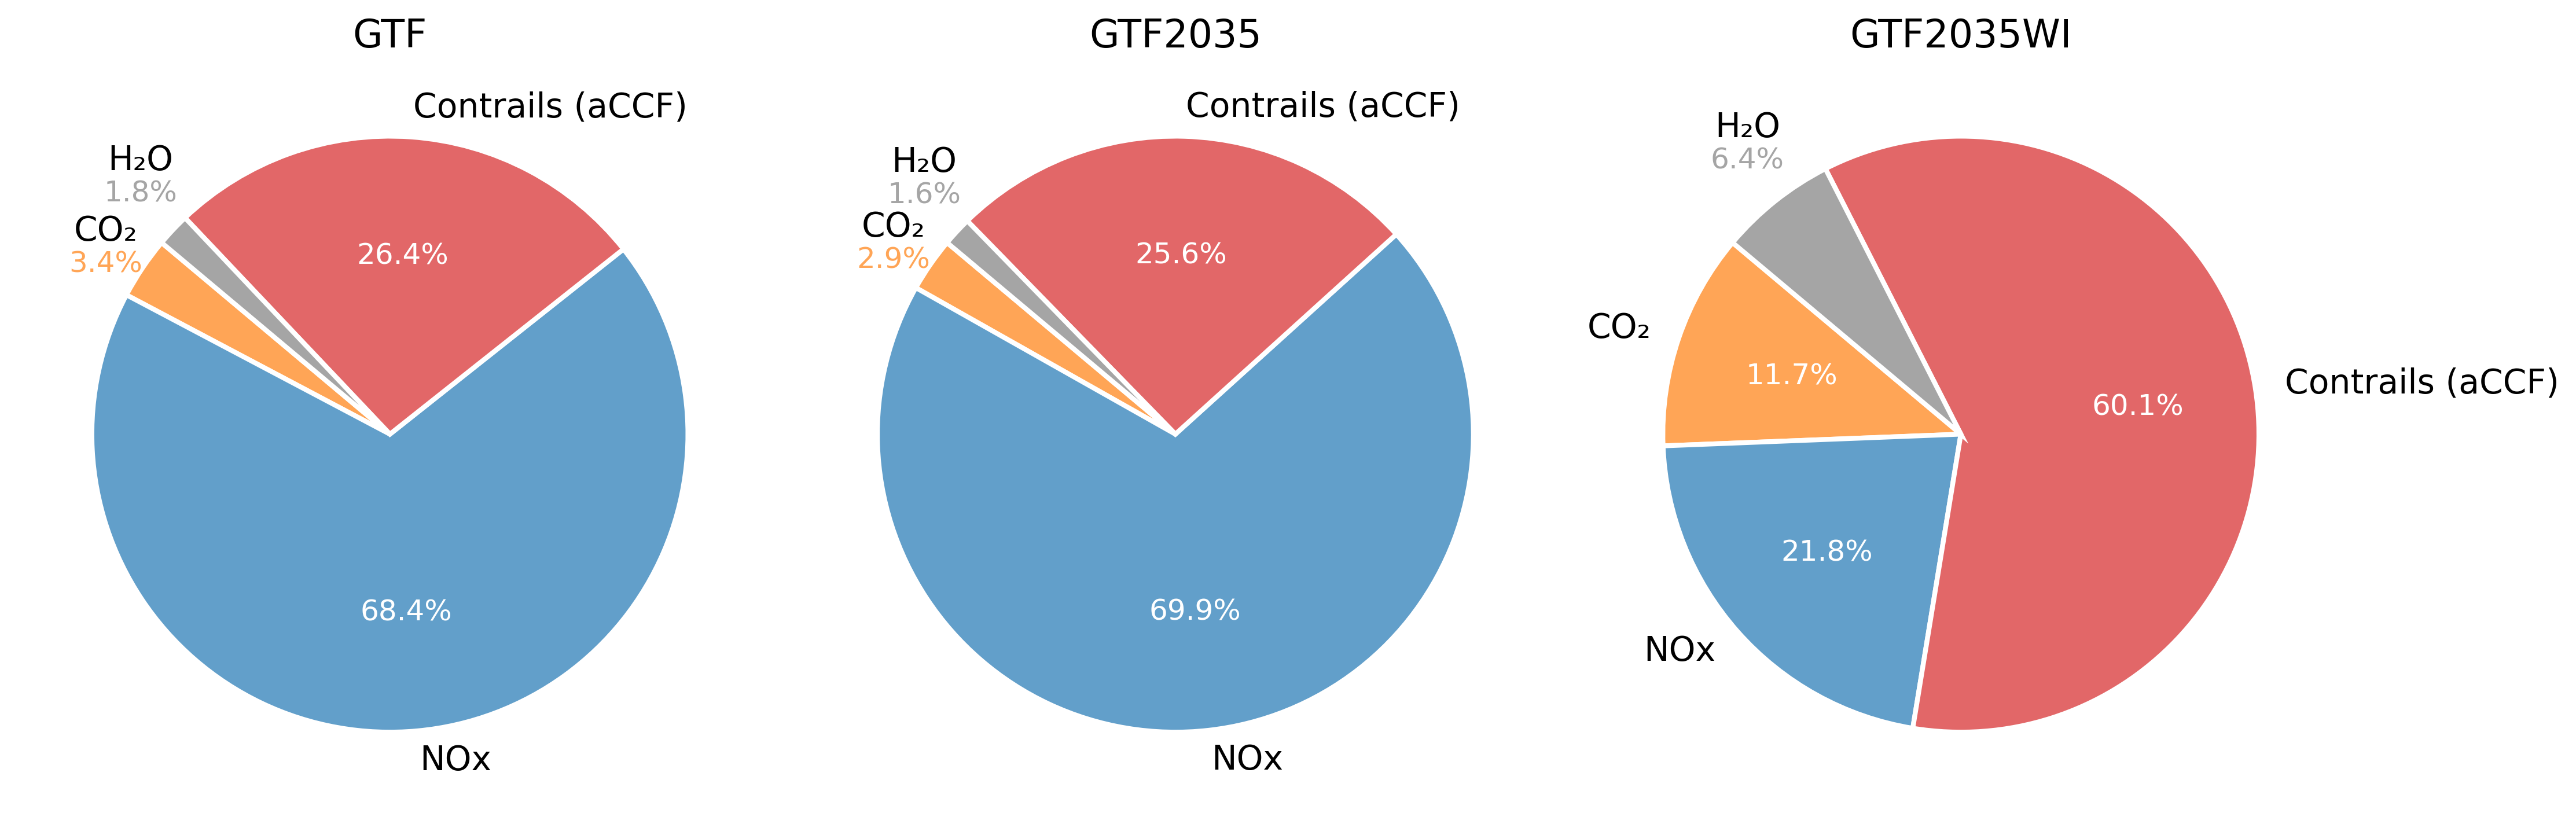 GTF
Contrails (aCCF)
H₂O
1.8%
CO₂
3.4%
26.4%
68.4%
NOx
GTF2035
Contrails (aCCF)
H₂O
1.6%
CO₂
2.9%
25.6%
69.9%
NOx
GTF2035WI
H₂O
6.4%
CO₂
11.7%
60.1%
Contrails (aCCF)
21.8%
NOx